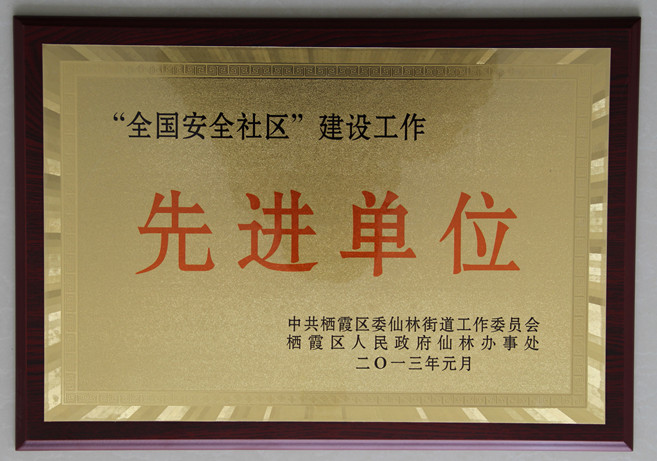 “全国安全社区”建设工作
先进单位
中共栖霞区委仙林街道工作委员会
栖霞区人民政府仙林办事处
二〇一三年元月